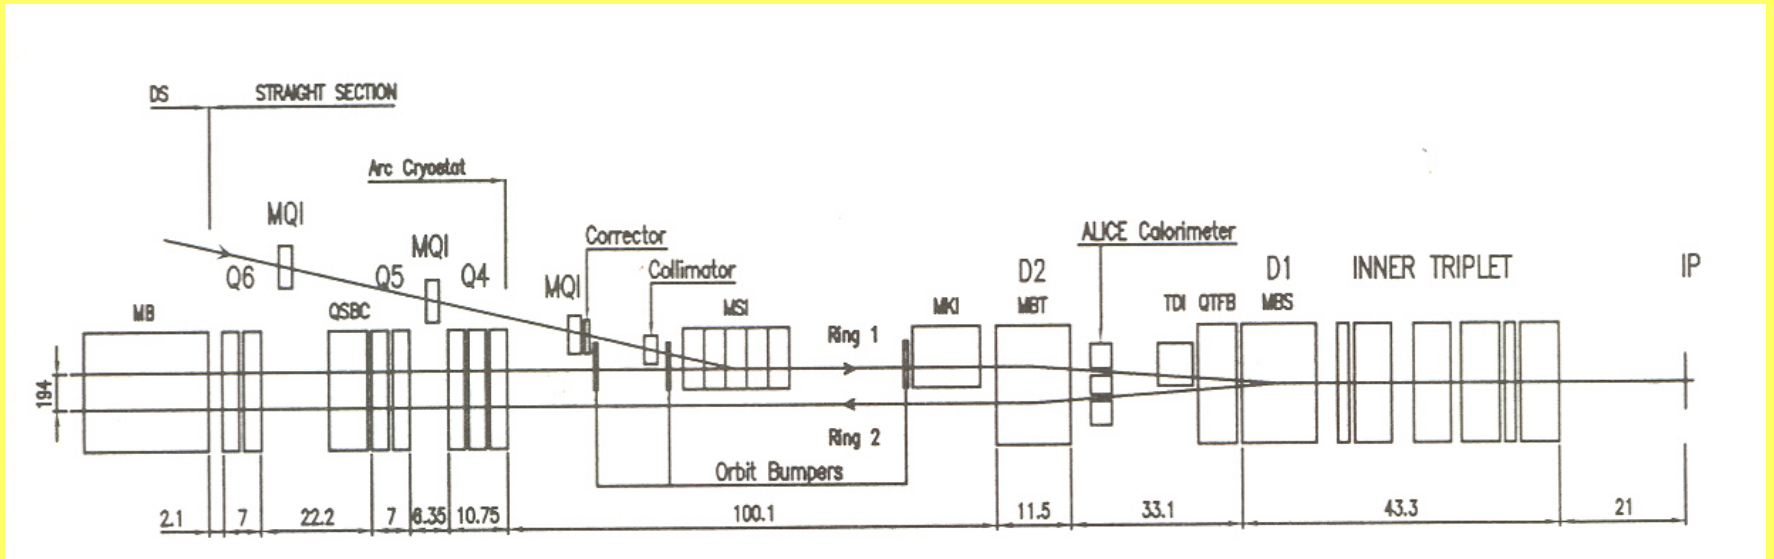 DS STRAIGHT SECTION
Arc Cryostat
MQI
Corrector
ALICE Calorimeter
MQI
Q6 Q5 Q4 Collimator D2 D1 INNER TRIPLET IP
MQI
MB QSBC MSI MKI MBT TDI QTFB MBS
Ring 1
194
Ring 2
Orbit Bumpers
2.1 7 22.2 7 6.35 10.75 100.1 11.5 33.1 43.3 21